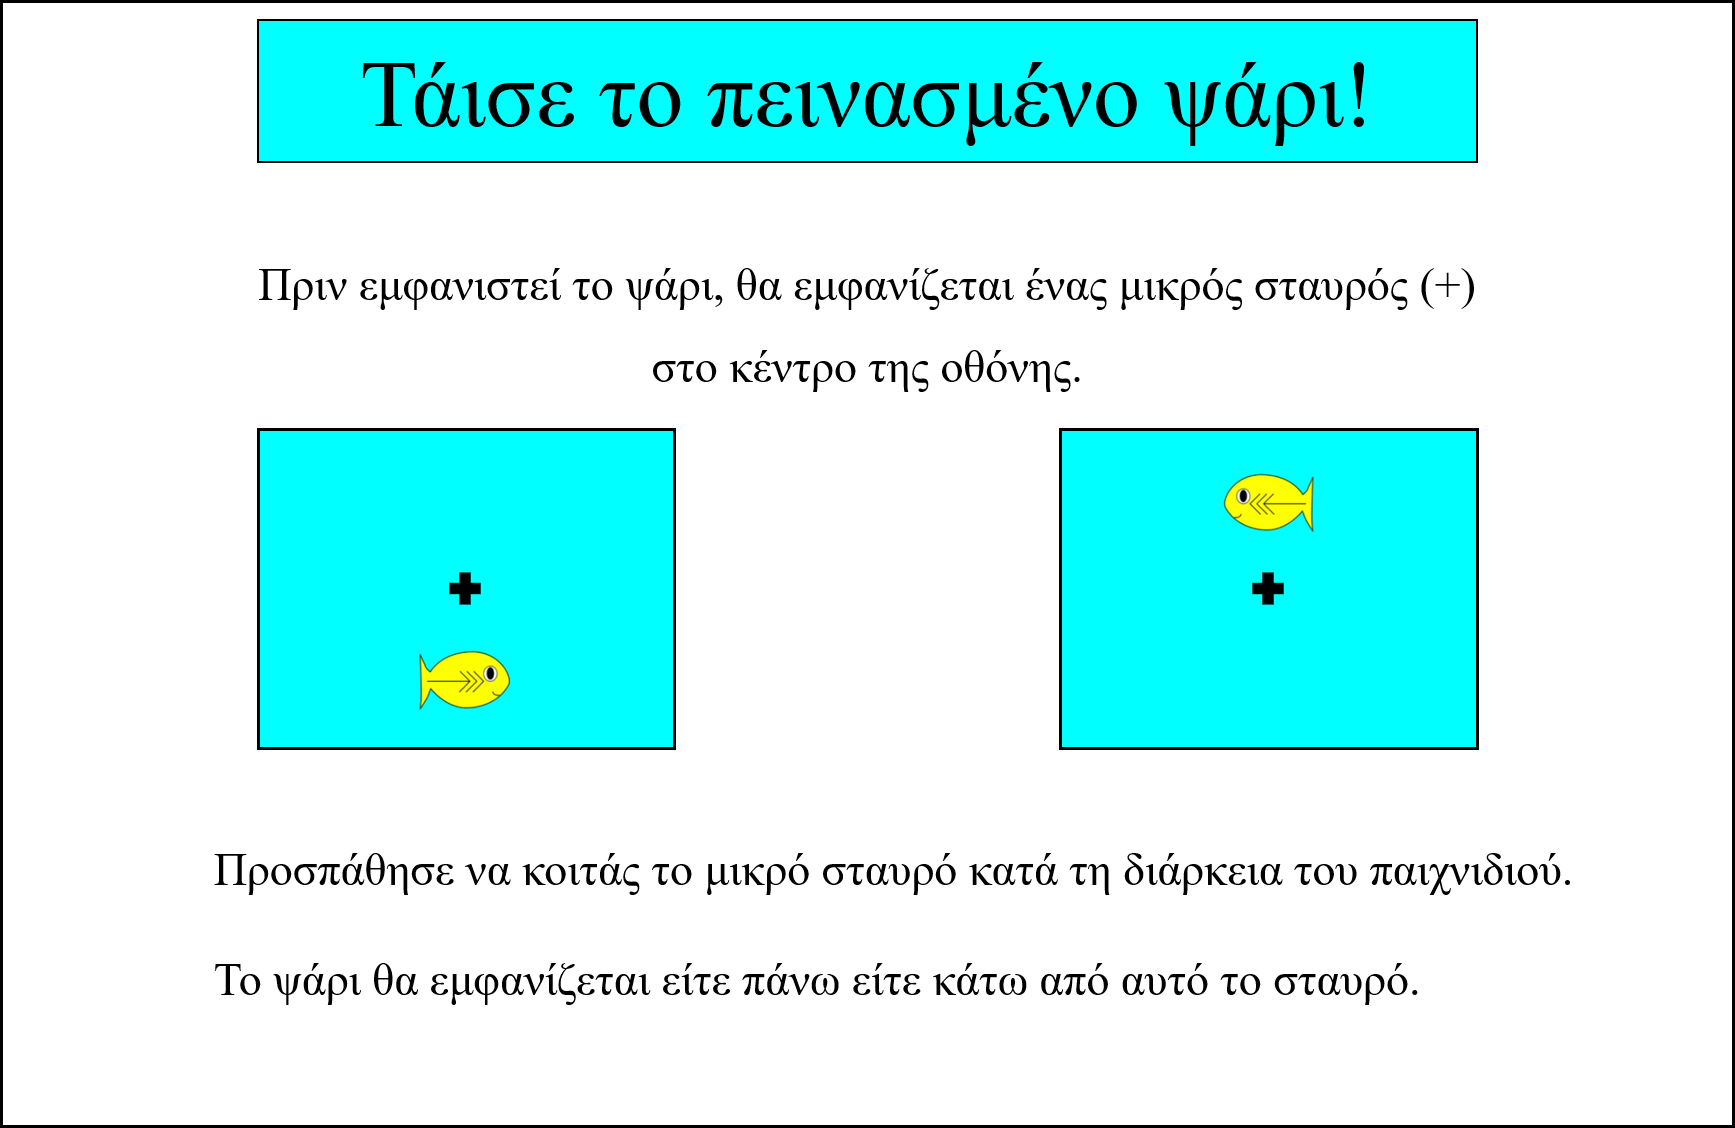 Τάισε το πεινασμένο ψάρι!
Πριν εμφανιστεί το ψάρι, θα εμφανίζεται ένας μικρός σταυρός (+)
στο κέντρο της οθόνης.
Προσπάθησε να κοιτάς το μικρό σταυρό κατά τη διάρκεια του παιχνιδιού.
Το ψάρι θα εμφανίζεται είτε πάνω είτε κάτω από αυτό το σταυρό.